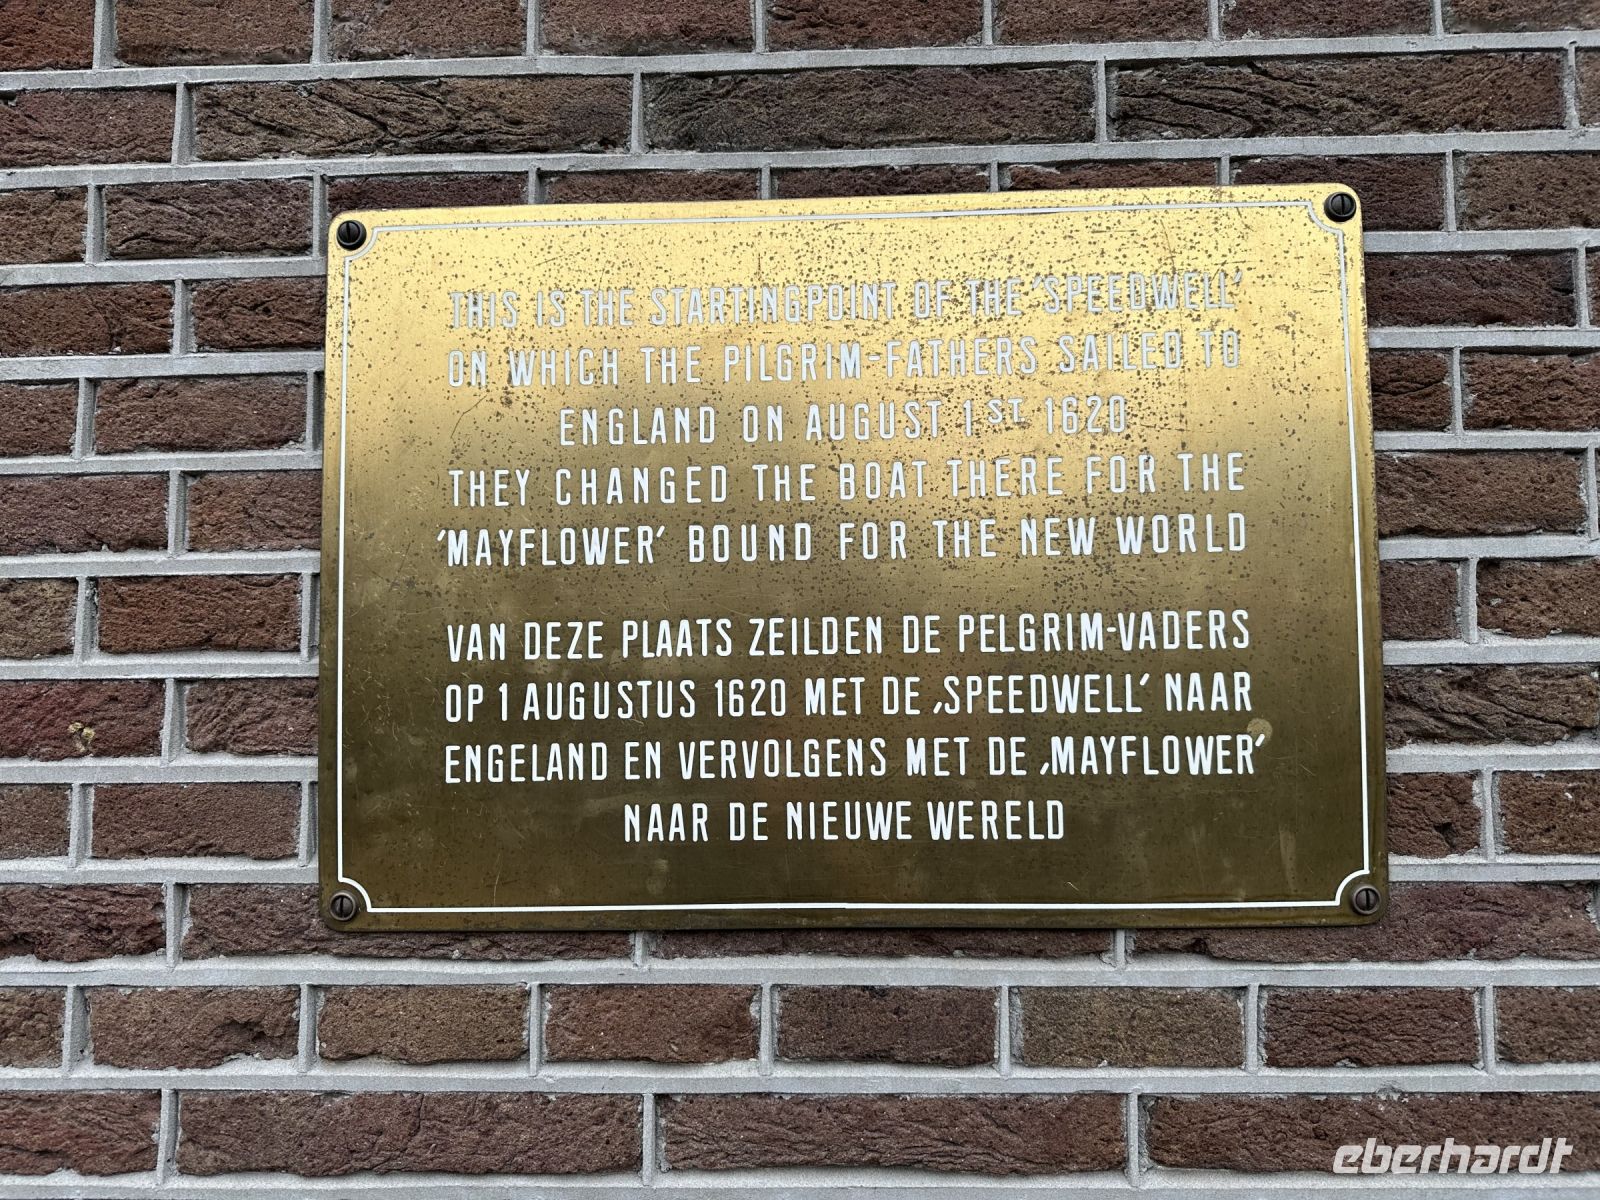 THIS IS THE STARTINGPOINT OF THE 'SPEEDWELL'
ON WHICH THE PILGRIM-FATHERS SAILED TO
ENGLAND ON AUGUST 1ST. 1620
THEY CHANGED THE BOAT THERE FOR THE
'MAYFLOWER' BOUND FOR THE NEW WORLD
VAN DEZE PLAATS ZEILDEN DE PELGRIM-VADERS
OP 1 AUGUSTUS 1620 MET DE ,SPEEDWELL' NAAR
ENGELAND EN VERVOLGENS MET DE ,MAYFLOWER'
NAAR DE NIEUWE WERELD
eberhardt